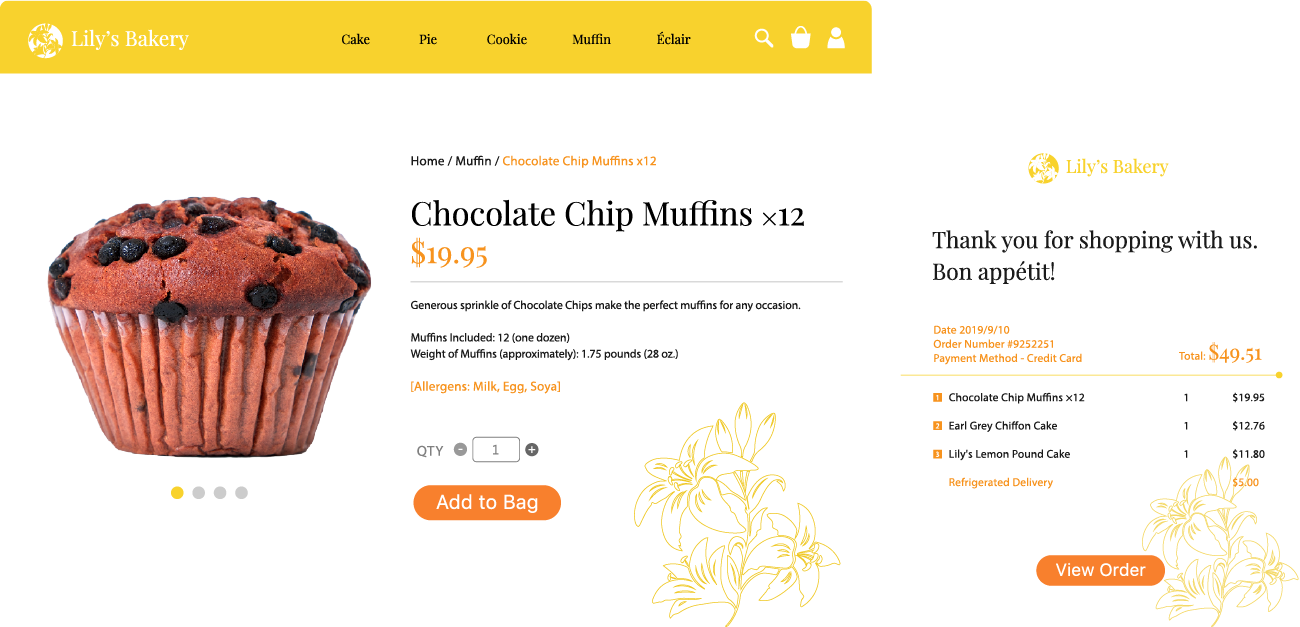 Lily's Bakery
Cake Pie Cookie Muffin Éclair
Home / Muffin / Chocolate Chip Muffins x12
Chocolate Chip Muffins ×12
$19.95
Generous sprinkle of Chocolate Chips make the perfect muffins for any occasion.
Muffins Included: 12 (one dozen)
Weight of Muffins (approximately): 1.75 pounds (28 oz.)
[Allergens: Milk, Egg, Soya]
QTY - 1 +
Add to Bag
Lily's Bakery
Thank you for shopping with us.
Bon appétit!
Date 2019/9/10
Order Number #9252251
Payment Method - Credit Card
Total: $49.51
1 Chocolate Chip Muffins ×12 1 $19.95
2 Earl Grey Chiffon Cake 1 $12.76
3 Lily's Lemon Pound Cake 1 $11.80
Refrigerated Delivery $5.00
View Order